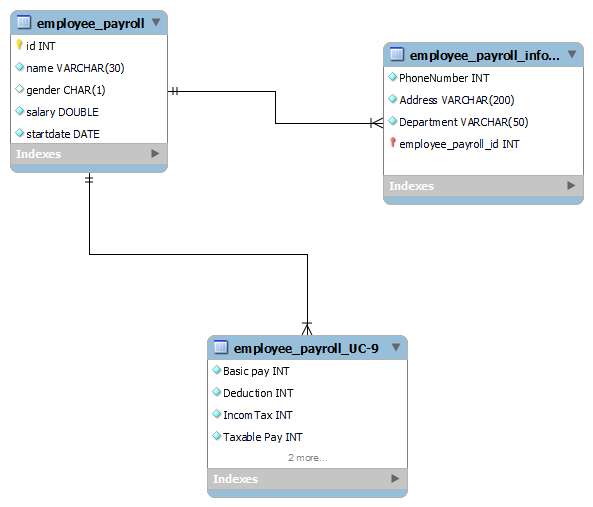 employee_payroll
id INT
name VARCHAR(30)
gender CHAR(1)
salary DOUBLE
startdate DATE
Indexes
employee_payroll_info...
PhoneNumber INT
Address VARCHAR(200)
Department VARCHAR(50)
employee_payroll_id INT
Indexes
employee_payroll_UC-9
Basic pay INT
Deduction INT
IncomTax INT
Taxable Pay INT
2 more...
Indexes